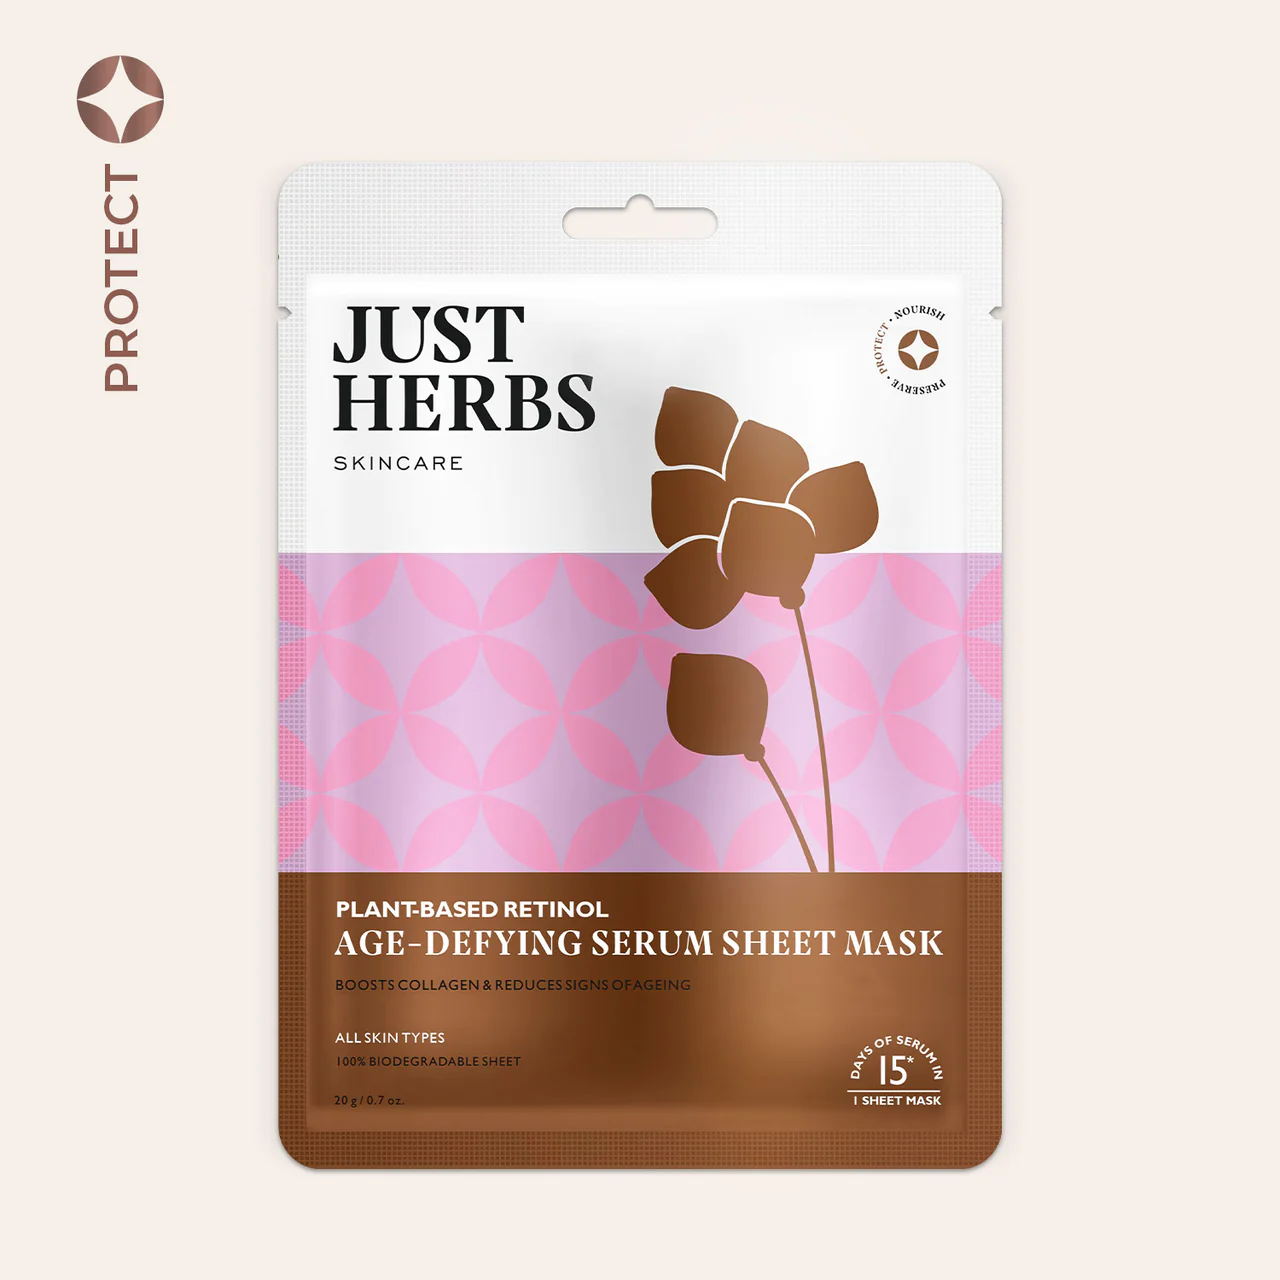 PROTECT
JUST
HERBS
SKINCARE
PROTECT • NOURISH
PRESERVE •
PLANT-BASED RETINOL
AGE-DEFYING SERUM SHEET MASK
BOOSTS COLLAGEN & REDUCES SIGNS OF AGEING
ALL SKIN TYPES
100% BIODEGRADABLE SHEET
20 g / 0.7 oz.
DAYS OF SERUM IN
15*
1 SHEET MASK